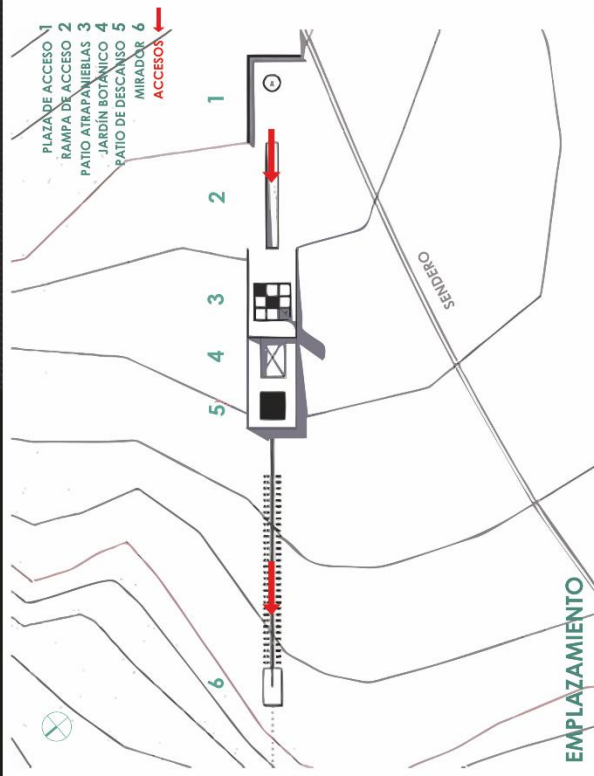 PLAZA DE ACCESO 1
RAMPA DE ACCESO 2
PATIO ATRAPANIEBLAS 3
JARDÍN BOTÁNICO 4
PATIO DE DESCANSO 5
MIRADOR 6
ACCESOS
1
2
3
4
5
6
A
SENDERO
EMPLAZAMIENTO